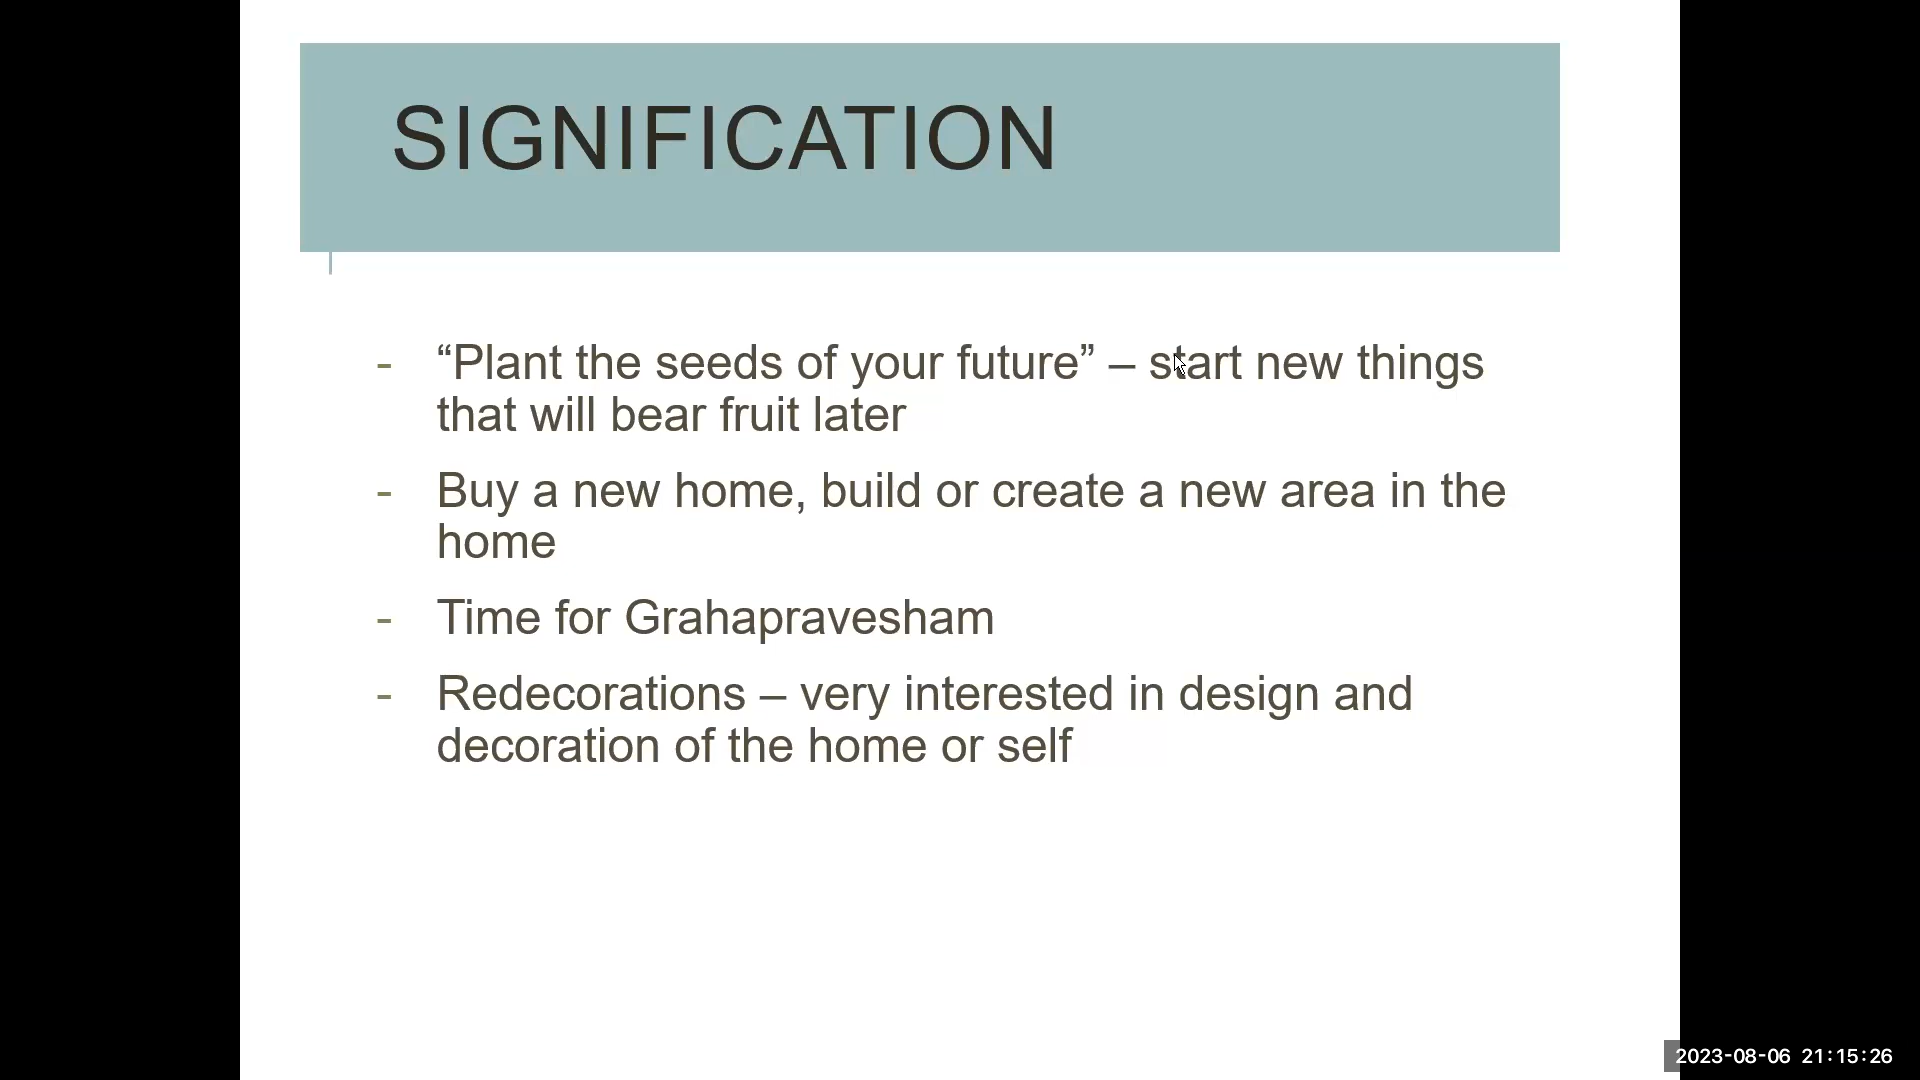 SIGNIFICATION
- “Plant the seeds of your future” – start new things
that will bear fruit later
- Buy a new home, build or create a new area in the
home
- Time for Grahapravesham
- Redecorations – very interested in design and
decoration of the home or self
2023-08-06 21:15:26